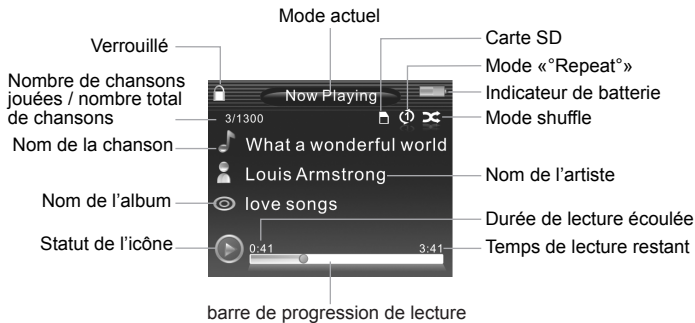 Mode actuel
Verrouillé
Carte SD
Mode «°Repeat°»
Nombre de chansons
jouées / nombre total
de chansons
Now Playing
Indicateur de batterie
3/1300
Mode shuffle
Nom de la chanson
What a wonderful world
Louis Armstrong
Nom de l'artiste
Nom de l'album
love songs
Durée de lecture écoulée
Statut de l'icône
0:41
3:41
Temps de lecture restant
barre de progression de lecture